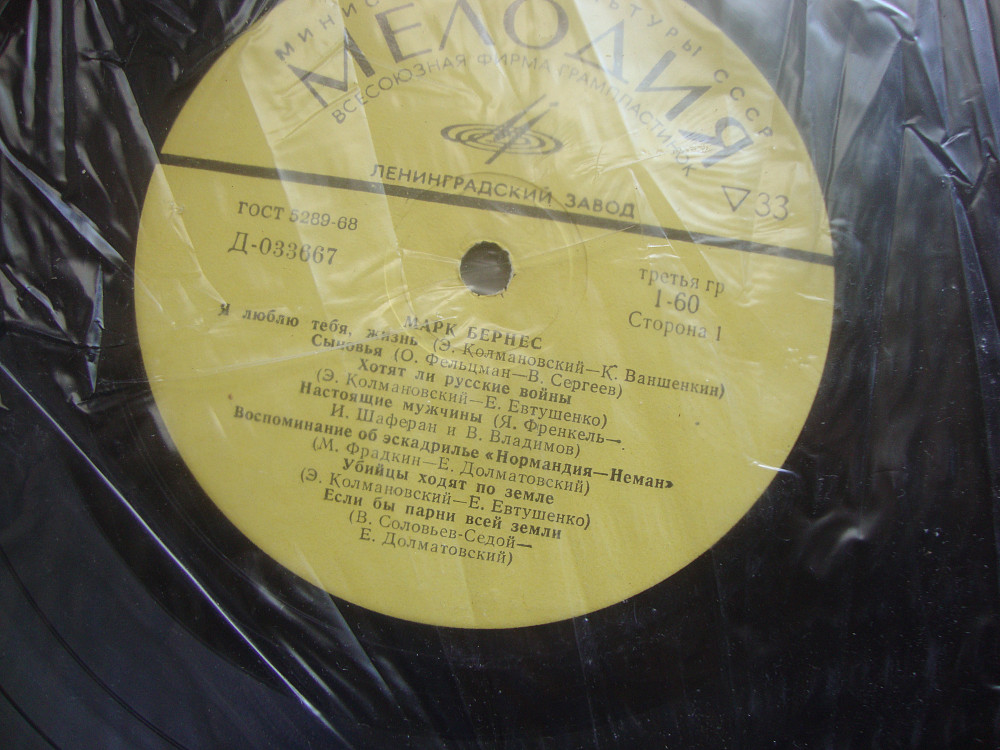 МИНИСТЕРСТВО КУЛЬТУРЫ СССР
МЕЛОДИЯ
ВСЕСОЮЗНАЯ ФИРМА ГРАМПЛАСТИНОК
ЛЕНИНГРАДСКИЙ ЗАВОД
33
ГОСТ 5289-68
Д-033667
третья гр
1-60
Сторона 1
МАРК БЕРНЕС
Я люблю тебя, жизнь (Э. Колмановский—К. Ваншенкин)
Сыновья (О. Фельцман—В. Сергеев)
Хотят ли русские войны
(Э. Колмановский—Е. Евтушенко)
Настоящие мужчины (Я. Френкель—
И. Шаферан и В. Владимов)
Воспоминание об эскадрилье «Нормандия—Неман»
(М. Фрадкин—Е. Долматовский)
Убийцы ходят по земле
(Э. Колмановский—Е. Евтушенко)
Если бы парни всей земли
(В. Соловьев-Седой—
Е. Долматовский)